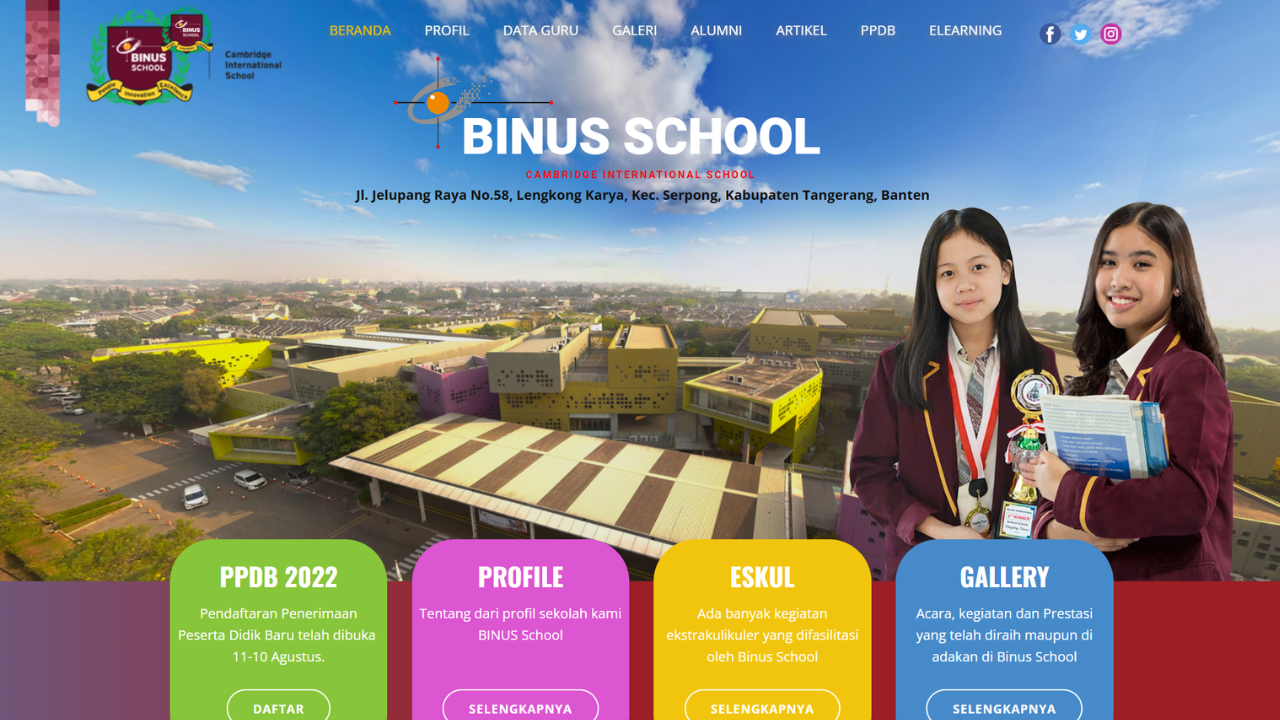 BERANDA PROFIL DATA GURU GALERI ALUMNI ARTIKEL PPDB ELEARNING
BINUS
SCHOOL
BINUS
SCHOOL
People Innovation Excellence
Cambridge
International
School
BINUS SCHOOL
CAMBRIDGE INTERNATIONAL SCHOOL
Jl. Jelupang Raya No.58, Lengkong Karya, Kec. Serpong, Kabupaten Tangerang, Banten
PPDB 2022
Pendaftaran Penerimaan
Peserta Didik Baru telah dibuka
11-10 Agustus.
DAFTAR
PROFILE
Tentang dari profil sekolah kami
BINUS School
SELENGKAPNYA
ESKUL
Ada banyak kegiatan
ekstrakulikuler yang difasilitasi
oleh Binus School
SELENGKAPNYA
GALLERY
Acara, kegiatan dan Prestasi
yang telah diraih maupun di
adakan di Binus School
SELENGKAPNYA